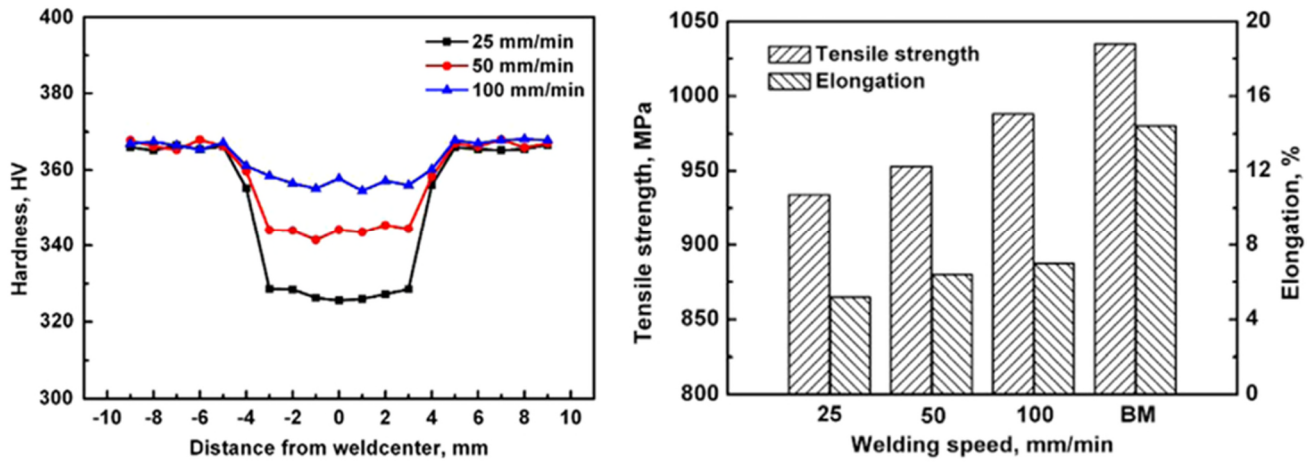 400
380
360
340
320
300
Hardness, HV
25 mm/min
50 mm/min
100 mm/min
-10 -8 -6 -4 -2 0 2 4 6 8 10
Distance from weldcenter, mm
1050
1000
950
900
850
800
Tensile strength, MPa
Tensile strength
Elongation
20
16
12
8
4
0
Elongation, %
25 50 100 BM
Welding speed, mm/min